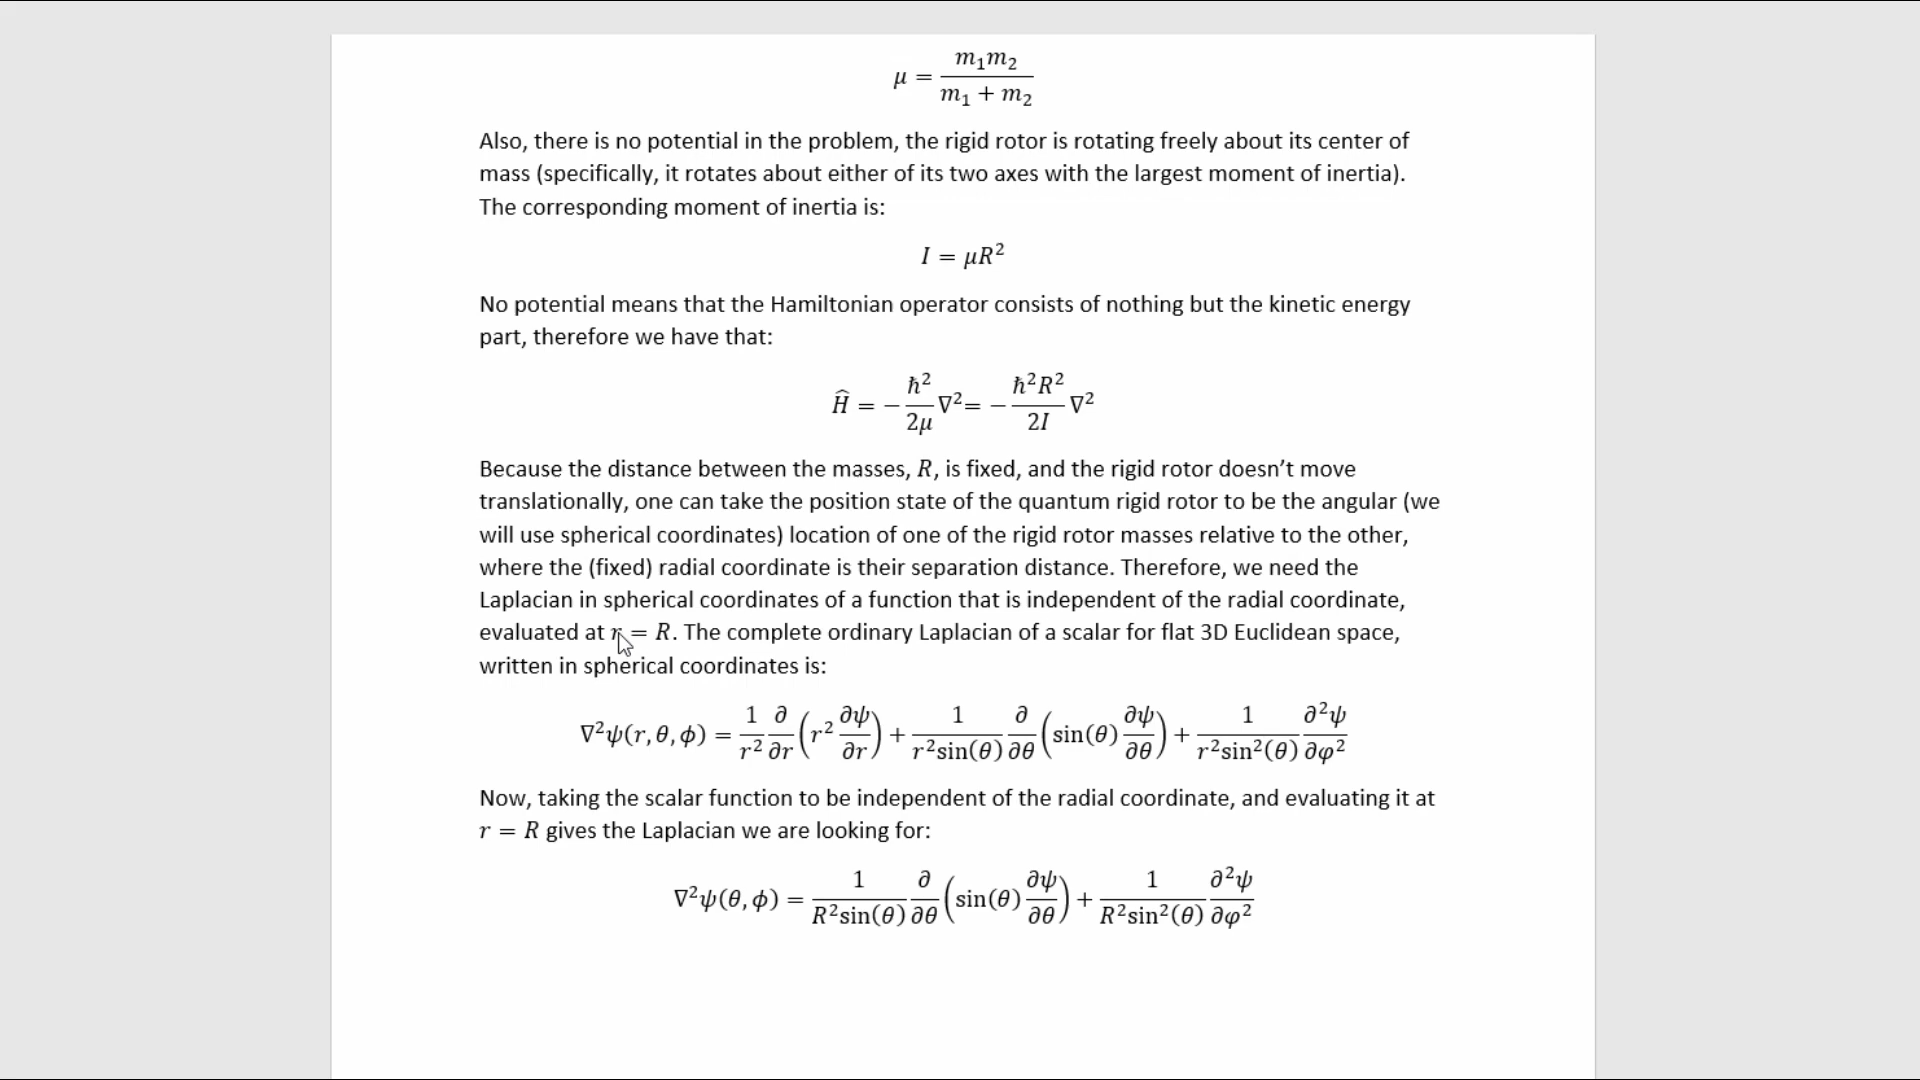 μ = m₁m₂ / (m₁ + m₂)
Also, there is no potential in the problem, the rigid rotor is rotating freely about its center of
mass (specifically, it rotates about either of its two axes with the largest moment of inertia).
The corresponding moment of inertia is:
I = μR²
No potential means that the Hamiltonian operator consists of nothing but the kinetic energy
part, therefore we have that:
Ĥ = −(ħ²/2μ)∇² = −(ħ²R²/2I)∇²
Because the distance between the masses, R, is fixed, and the rigid rotor doesn’t move
translationally, one can take the position state of the quantum rigid rotor to be the angular (we
will use spherical coordinates) location of one of the rigid rotor masses relative to the other,
where the (fixed) radial coordinate is their separation distance. Therefore, we need the
Laplacian in spherical coordinates of a function that is independent of the radial coordinate,
evaluated at r = R. The complete ordinary Laplacian of a scalar for flat 3D Euclidean space,
written in spherical coordinates is:
∇²ψ(r, θ, ϕ) = (1/r²) ∂/∂r (r² ∂ψ/∂r) + (1/(r²sin(θ))) ∂/∂θ (sin(θ) ∂ψ/∂θ) + (1/(r²sin²(θ))) ∂²ψ/∂φ²
Now, taking the scalar function to be independent of the radial coordinate, and evaluating it at
r = R gives the Laplacian we are looking for:
∇²ψ(θ, ϕ) = (1/(R²sin(θ))) ∂/∂θ (sin(θ) ∂ψ/∂θ) + (1/(R²sin²(θ))) ∂²ψ/∂φ²